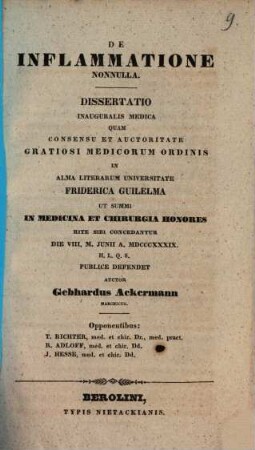 9.
DE
INFLAMMATIONE
NONNULLA.
DISSERTATIO
INAUGURALIS MEDICA
QUAM
CONSENSU ET AUCTORITATE
GRATIOSI MEDICORUM ORDINIS
IN
ALMA LITERARUM UNIVERSITATE
FRIDERICA GUILELMA
UT SUMMI
IN MEDICINA ET CHIRURGIA HONORES
RITE SIBI CONCEDANTUR
DIE VIII. M. JUNII A. MDCCCXXXIX.
H. L. Q. S.
PUBLICE DEFENDET
AUCTOR
Gebhardus Ackermann
MARCHICUS.
Opponentibus:
T. RICHTER, med. et chir. Dr., med. pract.
R. ADLOFF, med. et chir. Dd.
J. HESSE, med. et chir. Dd.
BEROLINI,
TYPIS NIETACKIANIS.